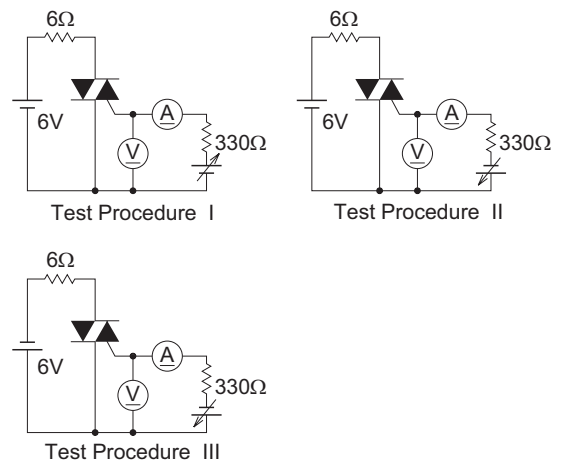 6Ω
6V
A
V
330Ω
Test Procedure I
6Ω
6V
A
V
330Ω
Test Procedure II
6Ω
6V
A
V
330Ω
Test Procedure III